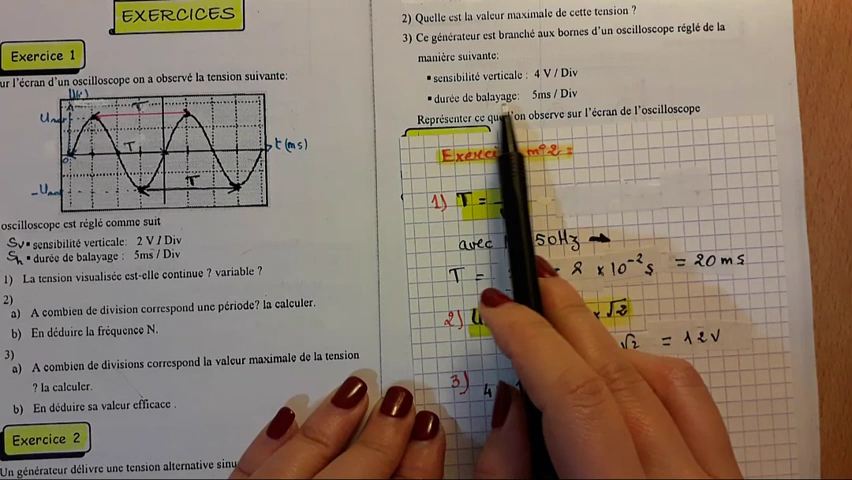 EXERCICES
Exercice 1
ur l'écran d'un oscilloscope on a observé la tension suivante:
T
T
t(ms)
T
oscilloscope est réglé comme suit
Sv sensibilité verticale: 2 V / Div
Sh durée de balayage : 5ms / Div
1) La tension visualisée est-elle continue ? variable ?
2)
a) A combien de division correspond une période? la calculer.
b) En déduire la fréquence N.
3)
a) A combien de divisions correspond la valeur maximale de la tension
? la calculer.
b) En déduire sa valeur efficace .
Exercice 2
Un générateur délivre une tension alternative sinu
2) Quelle est la valeur maximale de cette tension ?
3) Ce générateur est branché aux bornes d'un oscilloscope réglé de la
manière suivante:
▪ sensibilité verticale : 4 V / Div
▪ durée de balayage: 5ms / Div
Représenter ce que l'on observe sur l'écran de l'oscilloscope
n°2 =
1) T =
avec 50Hz →
T = 2 × 10⁻² s = 20 ms
2) × √2
√2 = 12V
3) 4